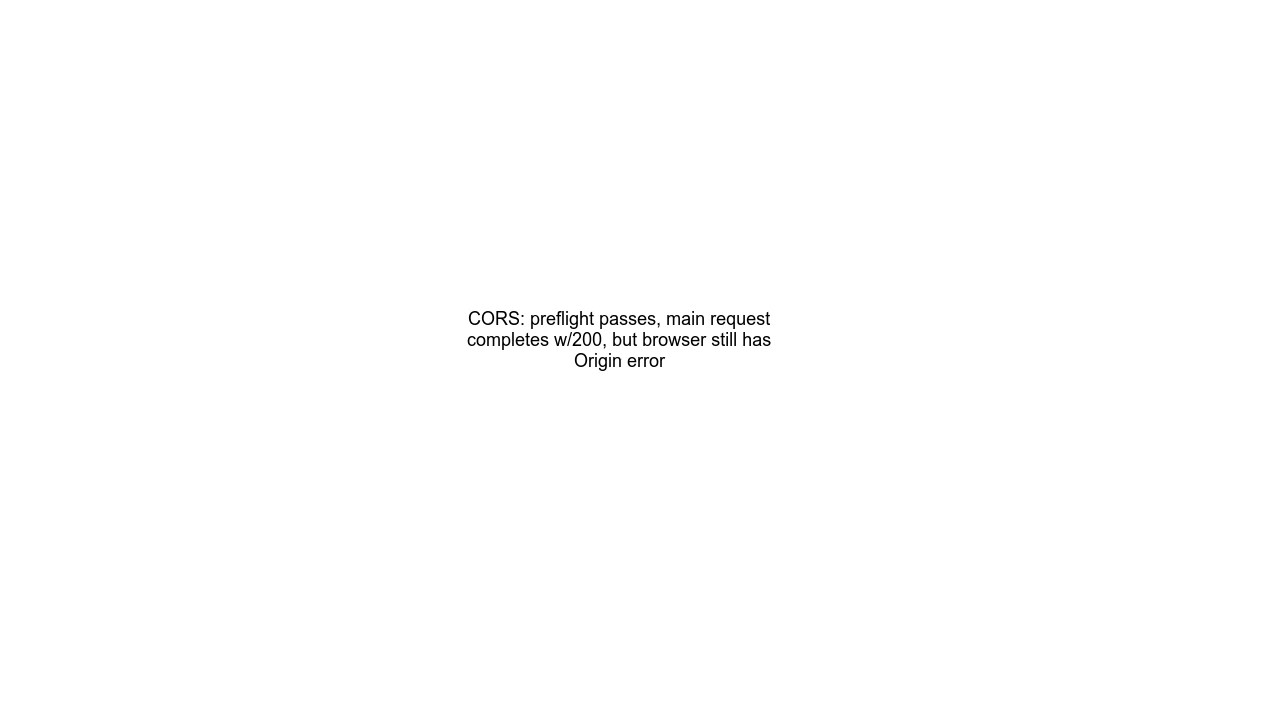 CORS: preflight passes, main request
completes w/200, but browser still has
Origin error